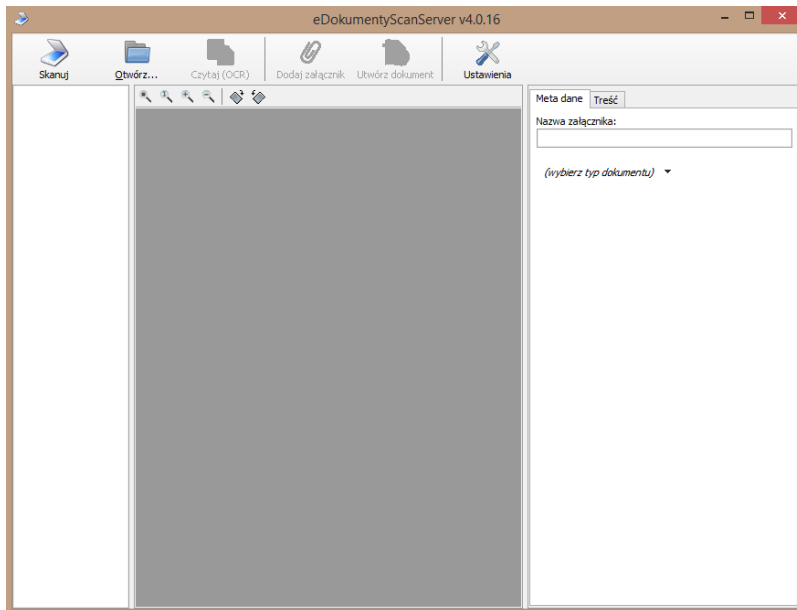 eDokumentyScanServer v4.0.16
Skanuj
Otwórz...
Czytaj (OCR)
Dodaj załącznik
Utwórz dokument
Ustawienia
Meta dane
Treść
Nazwa załącznika:
(wybierz typ dokumentu)